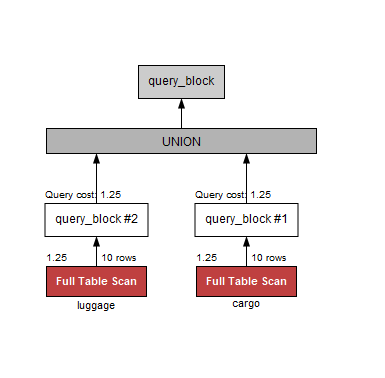 query_block
UNION
Query cost: 1.25
Query cost: 1.25
query_block #2
query_block #1
1.25
10 rows
1.25
10 rows
Full Table Scan
Full Table Scan
luggage
cargo